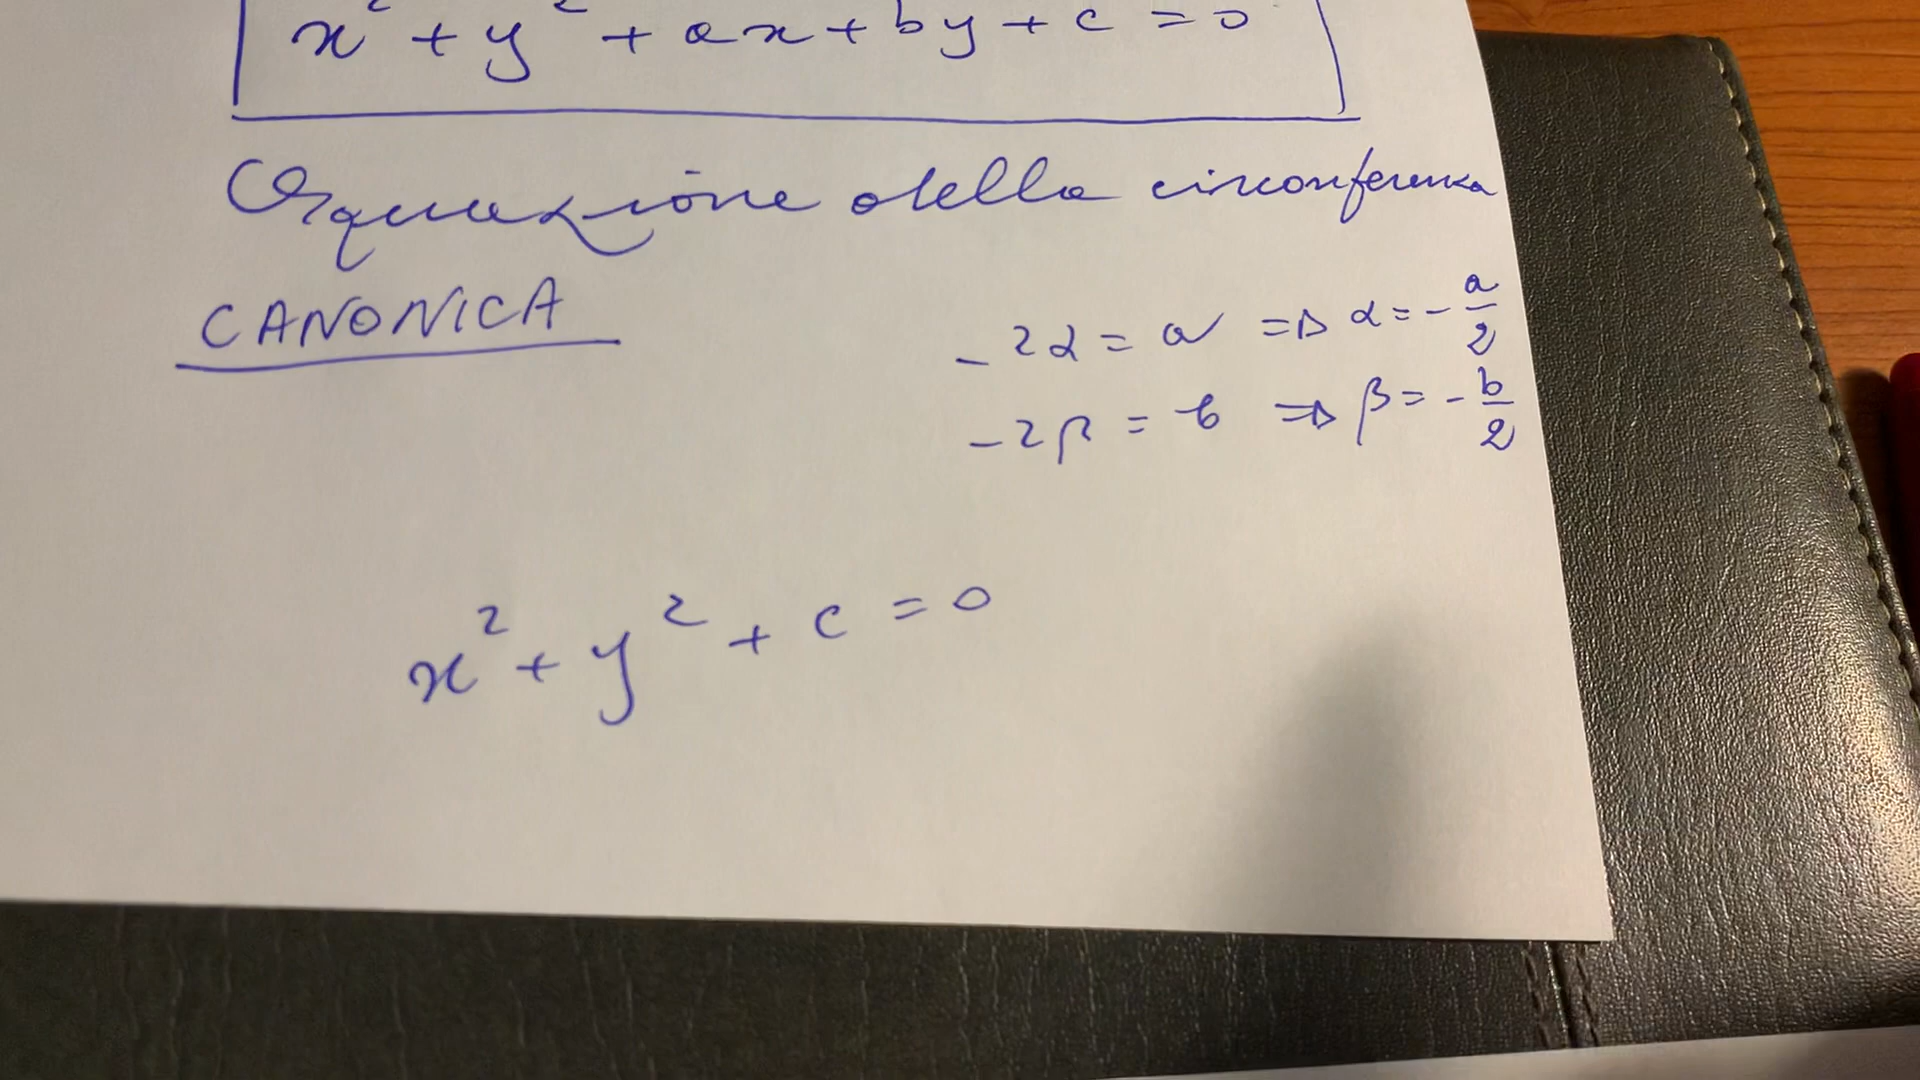 x² + y² + ax + by + c = 0
Equazione della circonferenza
CANONICA
-2α = a => α = -a/2
-2β = b => β = -b/2
x² + y² + c = 0